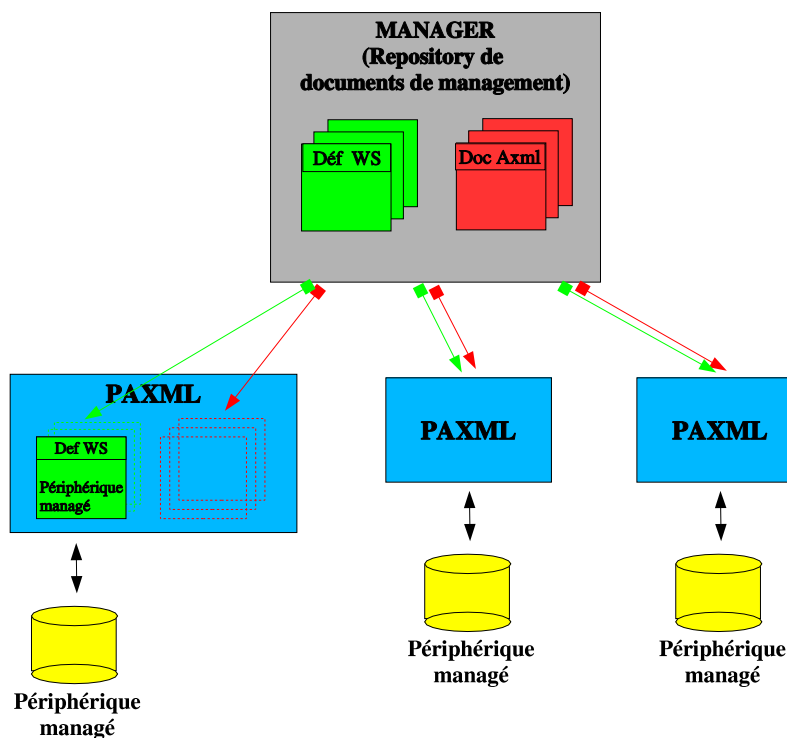 MANAGER
(Repository de
documents de management)
Déf WS
Doc Axml
PAXML
Def WS
Périphérique
managé
PAXML
PAXML
Périphérique
managé
Périphérique
managé
Périphérique
managé